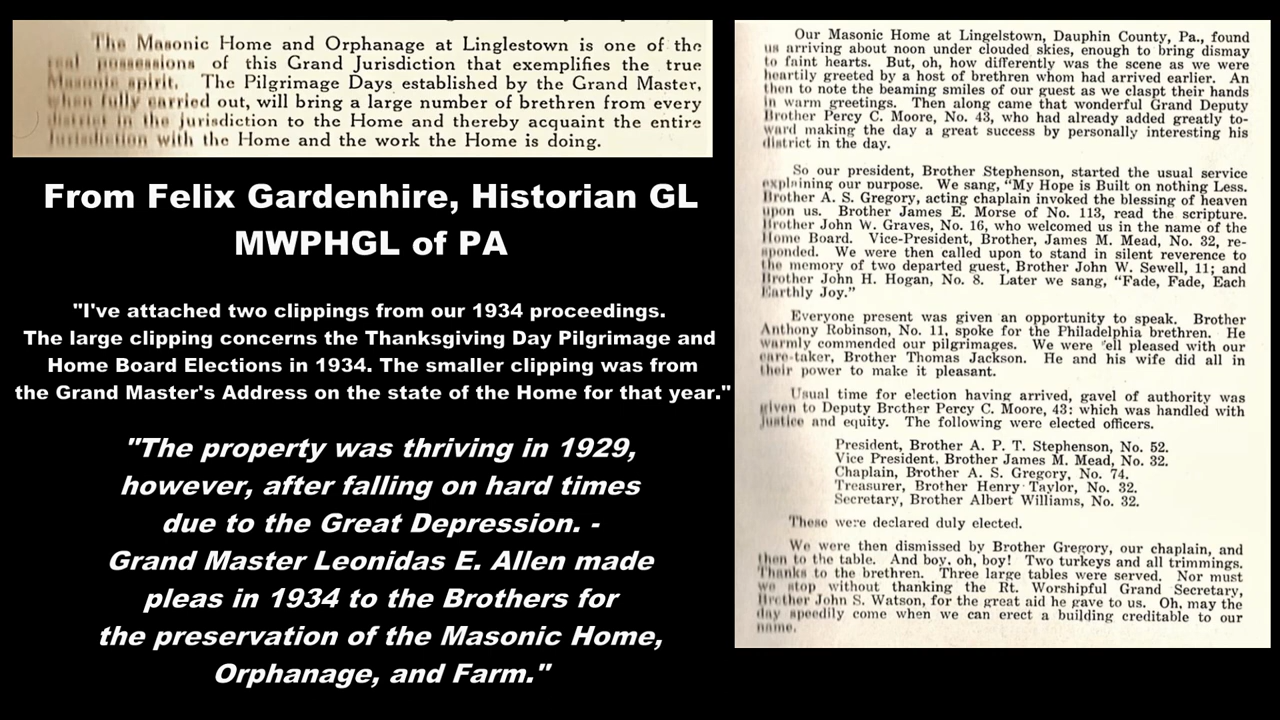 The Masonic Home and Orphanage at Linglestown is one of the
real possessions of this Grand Jurisdiction that exemplifies the true
Masonic spirit. The Pilgrimage Days established by the Grand Master,
when fully carried out, will bring a large number of brethren from every
district in the jurisdiction to the Home and thereby acquaint the entire
Jurisdiction with the Home and the work the Home is doing.
From Felix Gardenhire, Historian GL
MWPHGL of PA
"I've attached two clippings from our 1934 proceedings.
The large clipping concerns the Thanksgiving Day Pilgrimage and
Home Board Elections in 1934. The smaller clipping was from
the Grand Master's Address on the state of the Home for that year."
"The property was thriving in 1929,
however, after falling on hard times
due to the Great Depression. -
Grand Master Leonidas E. Allen made
pleas in 1934 to the Brothers for
the preservation of the Masonic Home,
Orphanage, and Farm."
Our Masonic Home at Lingelstown, Dauphin County, Pa., found
us arriving about noon under clouded skies, enough to bring dismay
to faint hearts. But, oh, how differently was the scene as we were
heartily greeted by a host of brethren whom had arrived earlier. An
then to note the beaming smiles of our guest as we claspt their hands
in warm greetings. Then along came that wonderful Grand Deputy
Brother Percy C. Moore, No. 43, who had already added greatly to-
ward making the day a great success by personally interesting his
district in the day.
So our president, Brother Stephenson, started the usual service
explaining our purpose. We sang, "My Hope is Built on nothing Less.
Brother A. S. Gregory, acting chaplain invoked the blessing of heaven
upon us. Brother James E. Morse of No. 113, read the scripture.
Brother John W. Graves, No. 16, who welcomed us in the name of the
Home Board. Vice-President, Brother, James M. Mead, No. 32, re-
sponded. We were then called upon to stand in silent reverence to
the memory of two departed guest, Brother John W. Sewell, 11; and
Brother John H. Hogan, No. 8. Later we sang, "Fade, Fade, Each
Earthly Joy."
Everyone present was given an opportunity to speak. Brother
Anthony Robinson, No. 11, spoke for the Philadelphia brethren. He
warmly commended our pilgrimages. We were ell pleased with our
care-taker, Brother Thomas Jackson. He and his wife did all in
their power to make it pleasant.
Usual time for election having arrived, gavel of authority was
given to Deputy Brother Percy C. Moore, 43: which was handled with
justice and equity. The following were elected officers.
President, Brother A. P. T. Stephenson, No. 52.
Vice President, Brother James M. Mead, No. 32.
Chaplain, Brother A. S. Gregory, No. 74.
Treasurer, Brother Henry Taylor, No. 32.
Secretary, Brother Albert Williams, No. 32.
These were declared duly elected.
We were then dismissed by Brother Gregory, our chaplain, and
then to the table. And boy, oh, boy! Two turkeys and all trimmings.
Thanks to the brethren. Three large tables were served. Nor must
we stop without thanking the Rt. Worshipful Grand Secretary,
Brother John S. Watson, for the great aid he gave to us. Oh, may the
day speedily come when we can erect a building creditable to our
name.